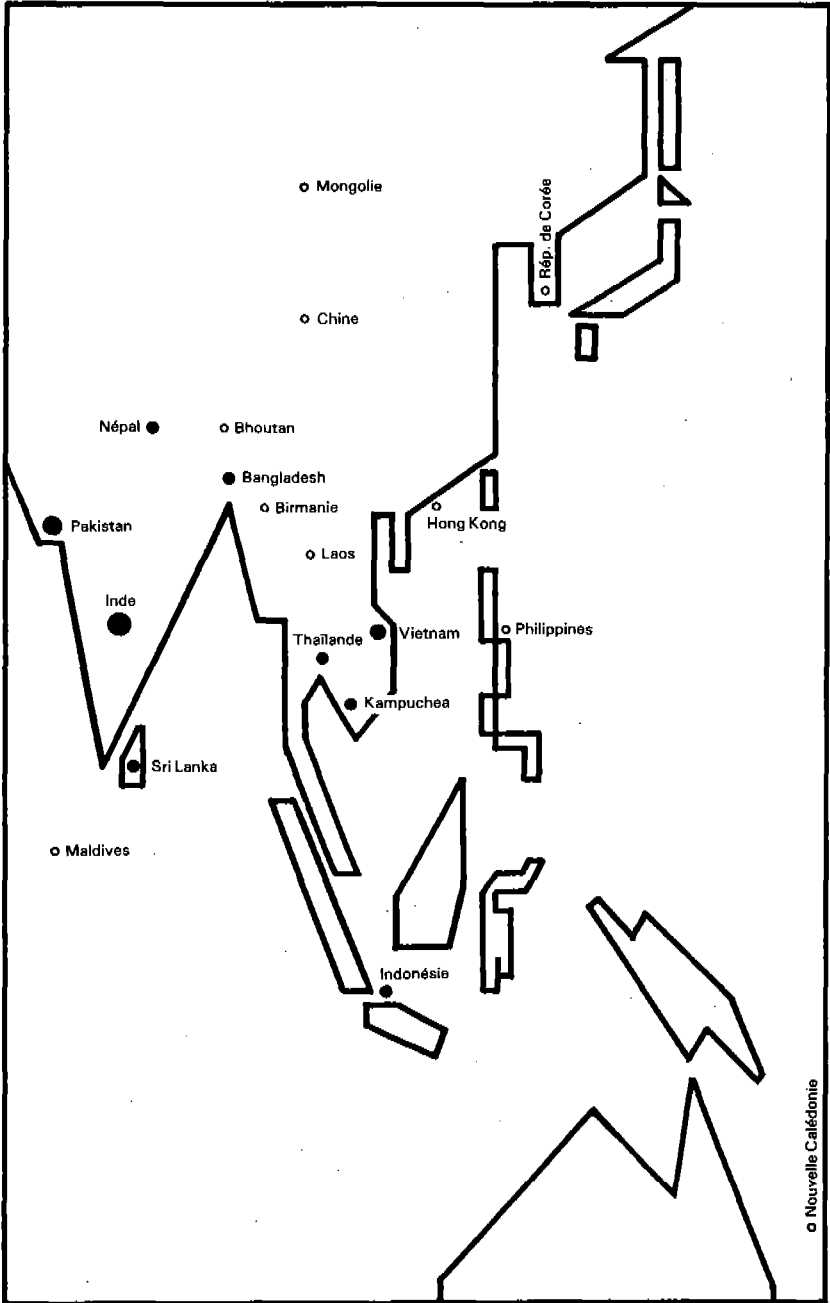 Mongolie
Rép. de Corée
Chine
Népal
Bhoutan
Bangladesh
Birmanie
Pakistan
Hong Kong
Laos
Inde
Vietnam
Philippines
Thaïlande
Kampuchea
Sri Lanka
Maldives
Indonésie
Nouvelle Calédonie